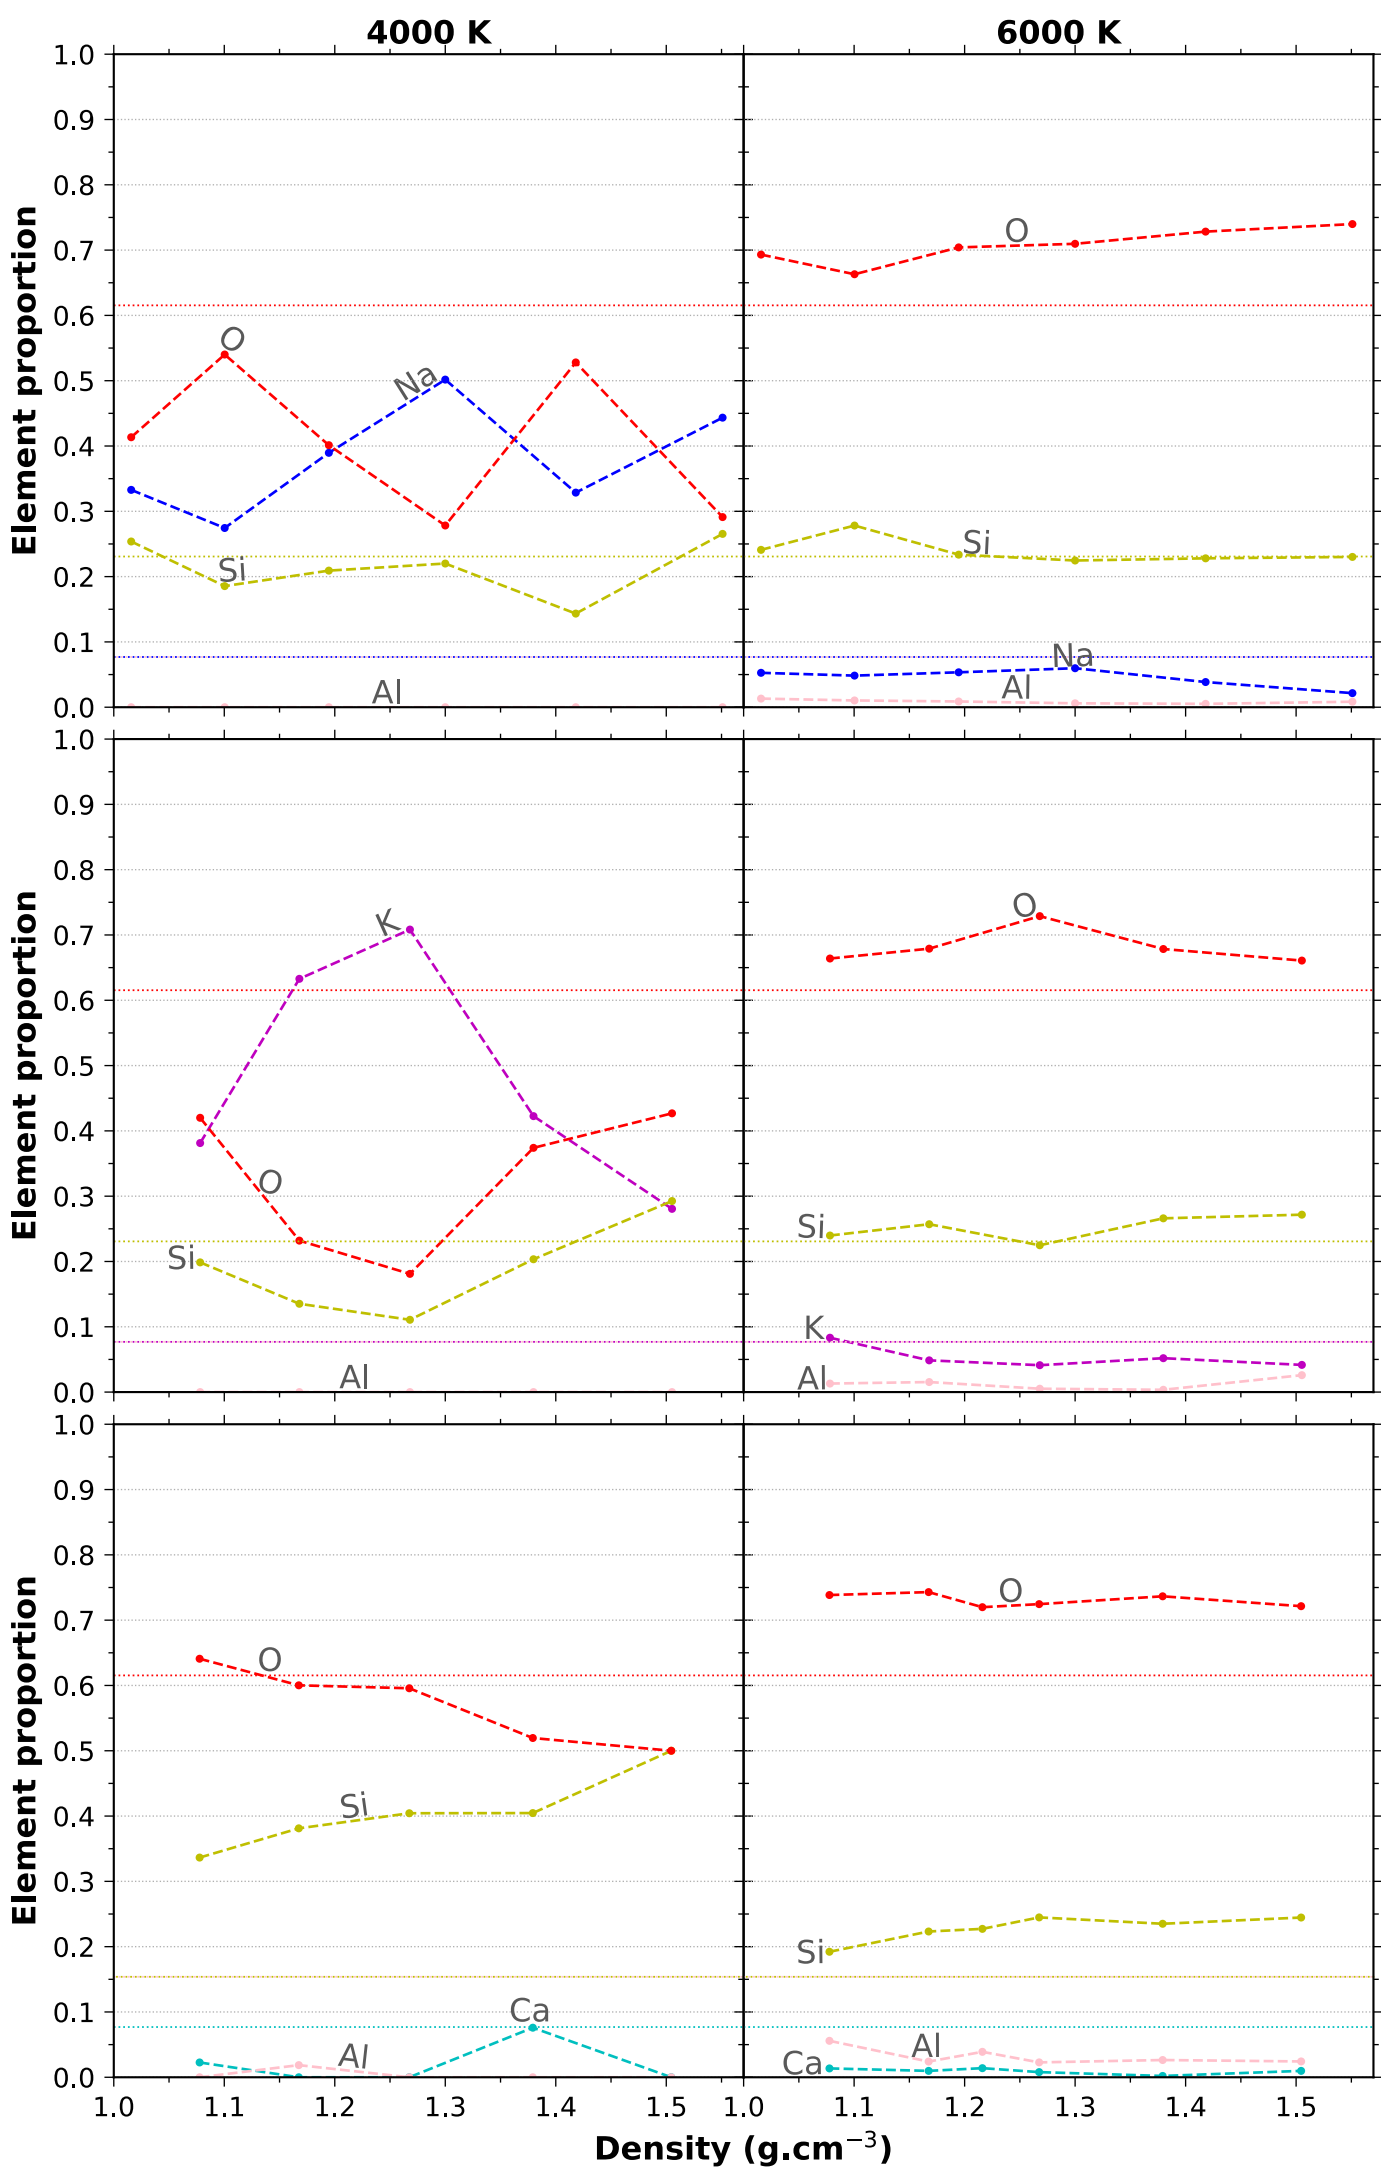 4000 K
6000 K
1.0
0.9
0.8
0.7
0.6
0.5
0.4
0.3
0.2
0.1
0.0
Element proportion
O
Na
Si
Al
O
Si
Na
Al
1.0
0.9
0.8
0.7
0.6
0.5
0.4
0.3
0.2
0.1
0.0
Element proportion
K
O
Si
Al
O
Si
K
Al
1.0
0.9
0.8
0.7
0.6
0.5
0.4
0.3
0.2
0.1
0.0
Element proportion
O
Si
Ca
Al
O
Si
Al
Ca
1.0 1.1 1.2 1.3 1.4 1.5 1.0 1.1 1.2 1.3 1.4 1.5
Density (g.cm⁻³)